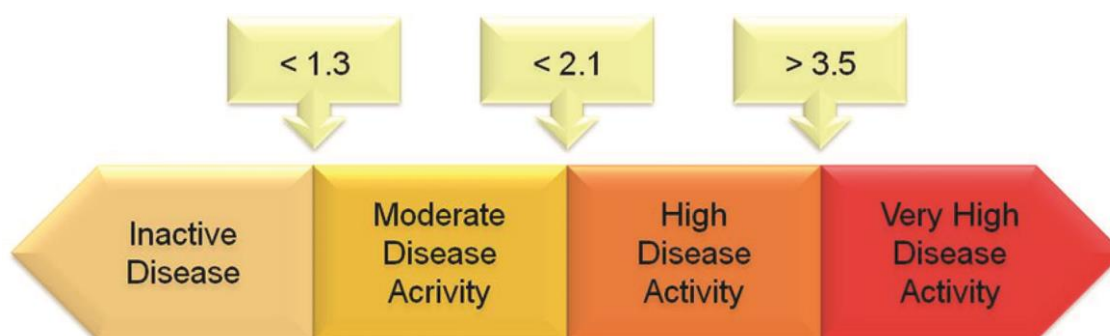 < 1.3
< 2.1
> 3.5
Inactive
Disease
Moderate
Disease
Acrivity
High
Disease
Activity
Very High
Disease
Activity